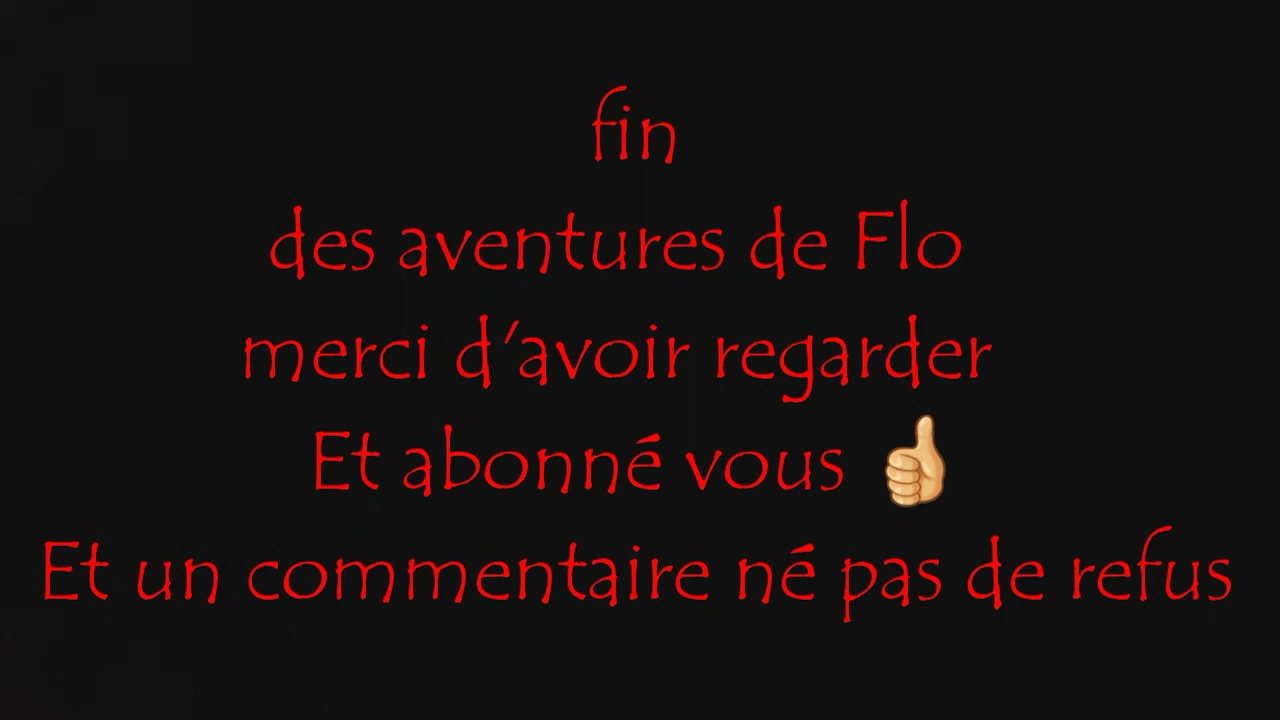 fin
des aventures de Flo
merci d'avoir regarder
Et abonné vous 👍
Et un commentaire né pas de refus